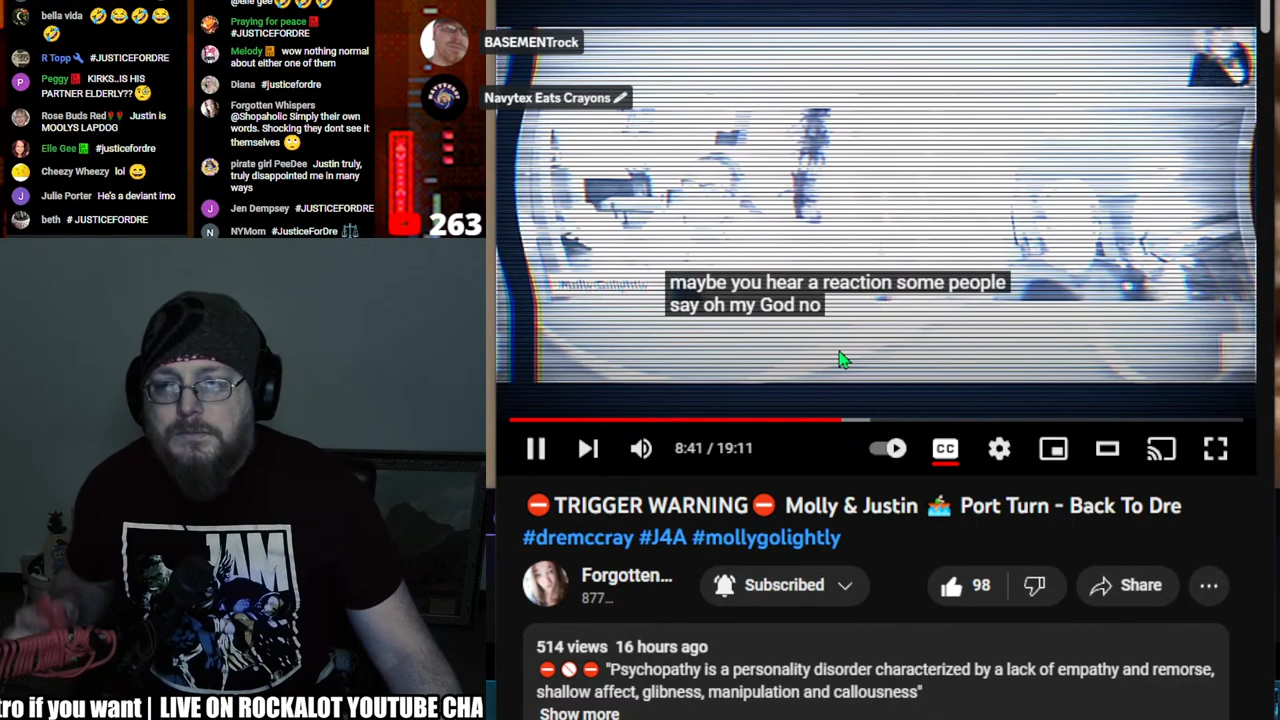 bella vida 🤣😂🤣😂
🤣
R Topp🔧 #JUSTICEFORDRE
Peggy KIRKS..IS HIS
PARTNER ELDERLY??🧐
Rose Buds Red🌹🌹 Justin is
MOOLYS LAPDOG
Elle Gee #justicefordre
Cheezy Wheezy lol 😄
Julie Porter He's a deviant imo
beth # JUSTICEFORDRE
@elle gee🤣🤣🤣
Praying for peace
#JUSTICEFORDRE
Melody wow nothing normal
about either one of them
Diana #justicefordre
Forgotten Whispers
@Shopaholic Simply their own
words. Shocking they dont see it
themselves 🙄
pirate girl PeeDee Justin truly,
truly disappointed me in many
ways
Jen Dempsey #JUSTICEFORDRE
NYMom #JusticeForDre⚖️
263
BASEMENTrock
Navytex Eats Crayons🖍
Molly Golightly
maybe you hear a reaction some people
say oh my God no
8:41 / 19:11
CC
⛔TRIGGER WARNING⛔ Molly & Justin 🚣 Port Turn - Back To Dre
#dremccray #J4A #mollygolightly
Forgotten...
877...
Subscribed
98
Share
514 views 16 hours ago
⛔🚫⛔ "Psychopathy is a personality disorder characterized by a lack of empathy and remorse,
shallow affect, glibness, manipulation and callousness"
Show more
JAM
tro if you want | LIVE ON ROCKALOT YOUTUBE CHA